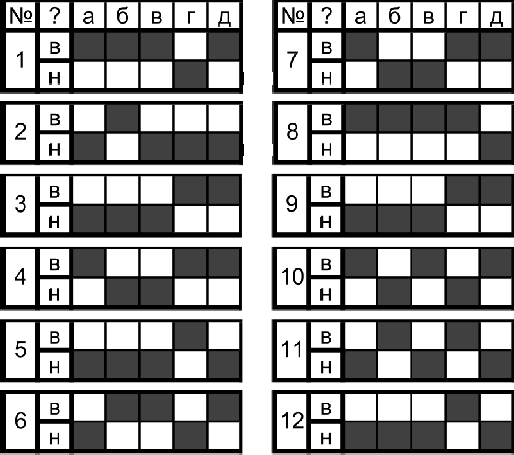 № ? а б в г д
1 в
н
2 в
н
3 в
н
4 в
н
5 в
н
6 в
н
№ ? а б в г д
7 в
н
8 в
н
9 в
н
10 в
н
11 в
н
12 в
н